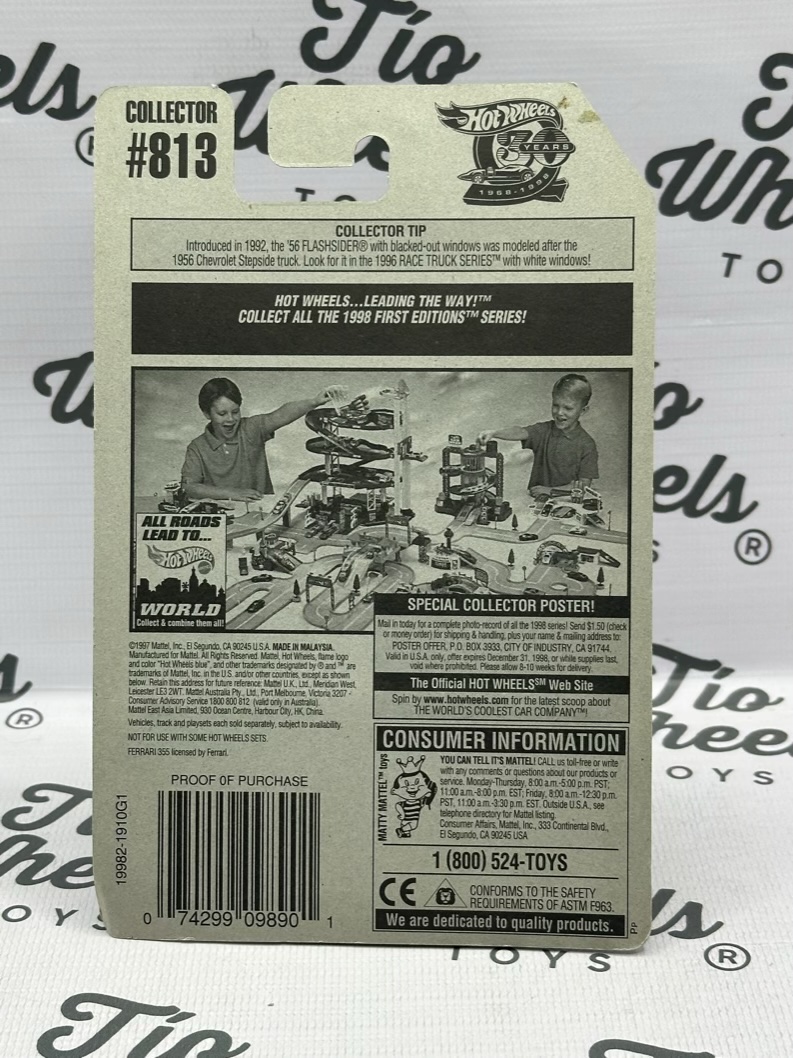 COLLECTOR
#813
HOT WHEELS
30
YEARS
1968-1998
COLLECTOR TIP
Introduced in 1992, the '56 FLASHSIDER® with blacked-out windows was modeled after the
1956 Chevrolet Stepside truck. Look for it in the 1996 RACE TRUCK SERIES™ with white windows!
HOT WHEELS...LEADING THE WAY!™
COLLECT ALL THE 1998 FIRST EDITIONS™ SERIES!
ALL ROADS
LEAD TO...
HOT WHEELS
WORLD
Collect & combine them all!
SPECIAL COLLECTOR POSTER!
Mail in today for a complete photo-record of all the 1998 series! Send $1.50 (check
or money order) for shipping & handling, plus your name & mailing address to:
POSTER OFFER, P.O. BOX 3933, CITY OF INDUSTRY, CA 91744.
Valid in U.S.A. only, offer expires December 31, 1998, or while supplies last,
void where prohibited. Please allow 8-10 weeks for delivery.
The Official HOT WHEELS℠ Web Site
Spin by www.hotwheels.com for the latest scoop about
THE WORLD'S COOLEST CAR COMPANY™!
©1997 Mattel, Inc., El Segundo, CA 90245 U.S.A. MADE IN MALAYSIA.
Manufactured for Mattel. All Rights Reserved. Mattel, Hot Wheels, flame logo
and color "Hot Wheels blue", and other trademarks designated by ® and ™ are
trademarks of Mattel, Inc. in the U.S. and/or other countries, except as shown
below. Retain this address for future reference: Mattel U.K. Ltd., Meridian West,
Leicester LE3 2WT. Mattel Australia Pty., Ltd., Port Melbourne, Victoria 3207 -
Consumer Advisory Service 1800 800 812 (valid only in Australia).
Mattel East Asia Limited, 930 Ocean Centre, Harbour City, HK, China.
Vehicles, track and playsets each sold separately, subject to availability.
NOT FOR USE WITH SOME HOT WHEELS SETS.
FERRARI 355 licensed by Ferrari.
PROOF OF PURCHASE
19982-1910G1
0 74299 09890 1
CONSUMER INFORMATION
MATTY MATTEL™ toys
YOU CAN TELL IT'S MATTEL! CALL us toll-free or write
with any comments or questions about our products or
service. Monday-Thursday, 8:00 a.m.-5:00 p.m. PST;
11:00 a.m.-8:00 p.m. EST; Friday, 8:00 a.m.-12:30 p.m.
PST, 11:00 a.m.-3:30 p.m. EST. Outside U.S.A., see
telephone directory for Mattel listing.
Consumer Affairs, Mattel, Inc., 333 Continental Blvd.,
El Segundo, CA 90245 USA
1 (800) 524-TOYS
CE
CONFORMS TO THE SAFETY
REQUIREMENTS OF ASTM F963.
We are dedicated to quality products.
PP
Tío
Wheels
TOYS
®